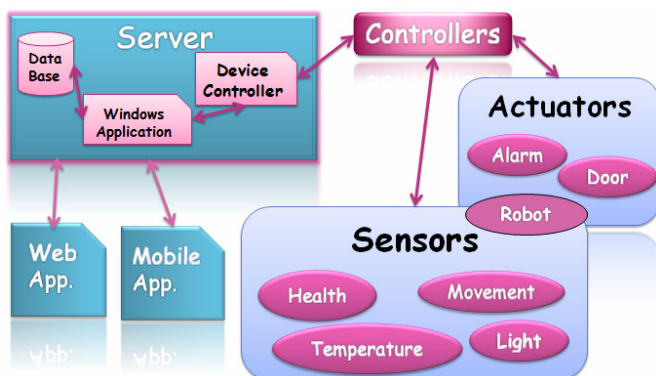 Server
Data
Base
Windows
Application
Device
Controller
Controllers
Actuators
Alarm
Door
Robot
Web
App.
Mobile
App.
Sensors
Health
Movement
Temperature
Light